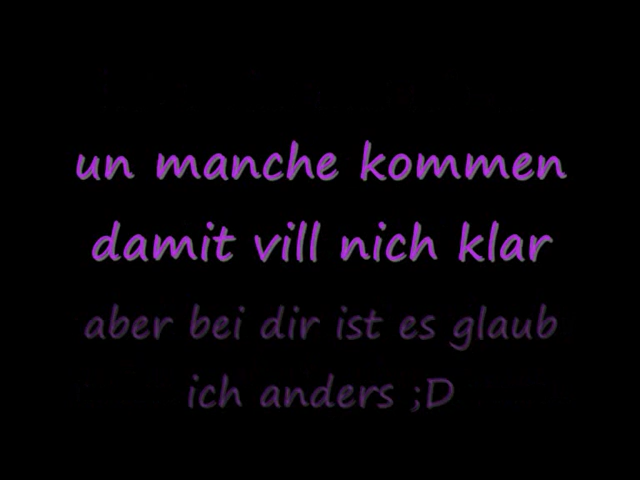 un manche kommen
damit vill nich klar
aber bei dir ist es glaub
ich anders ;D